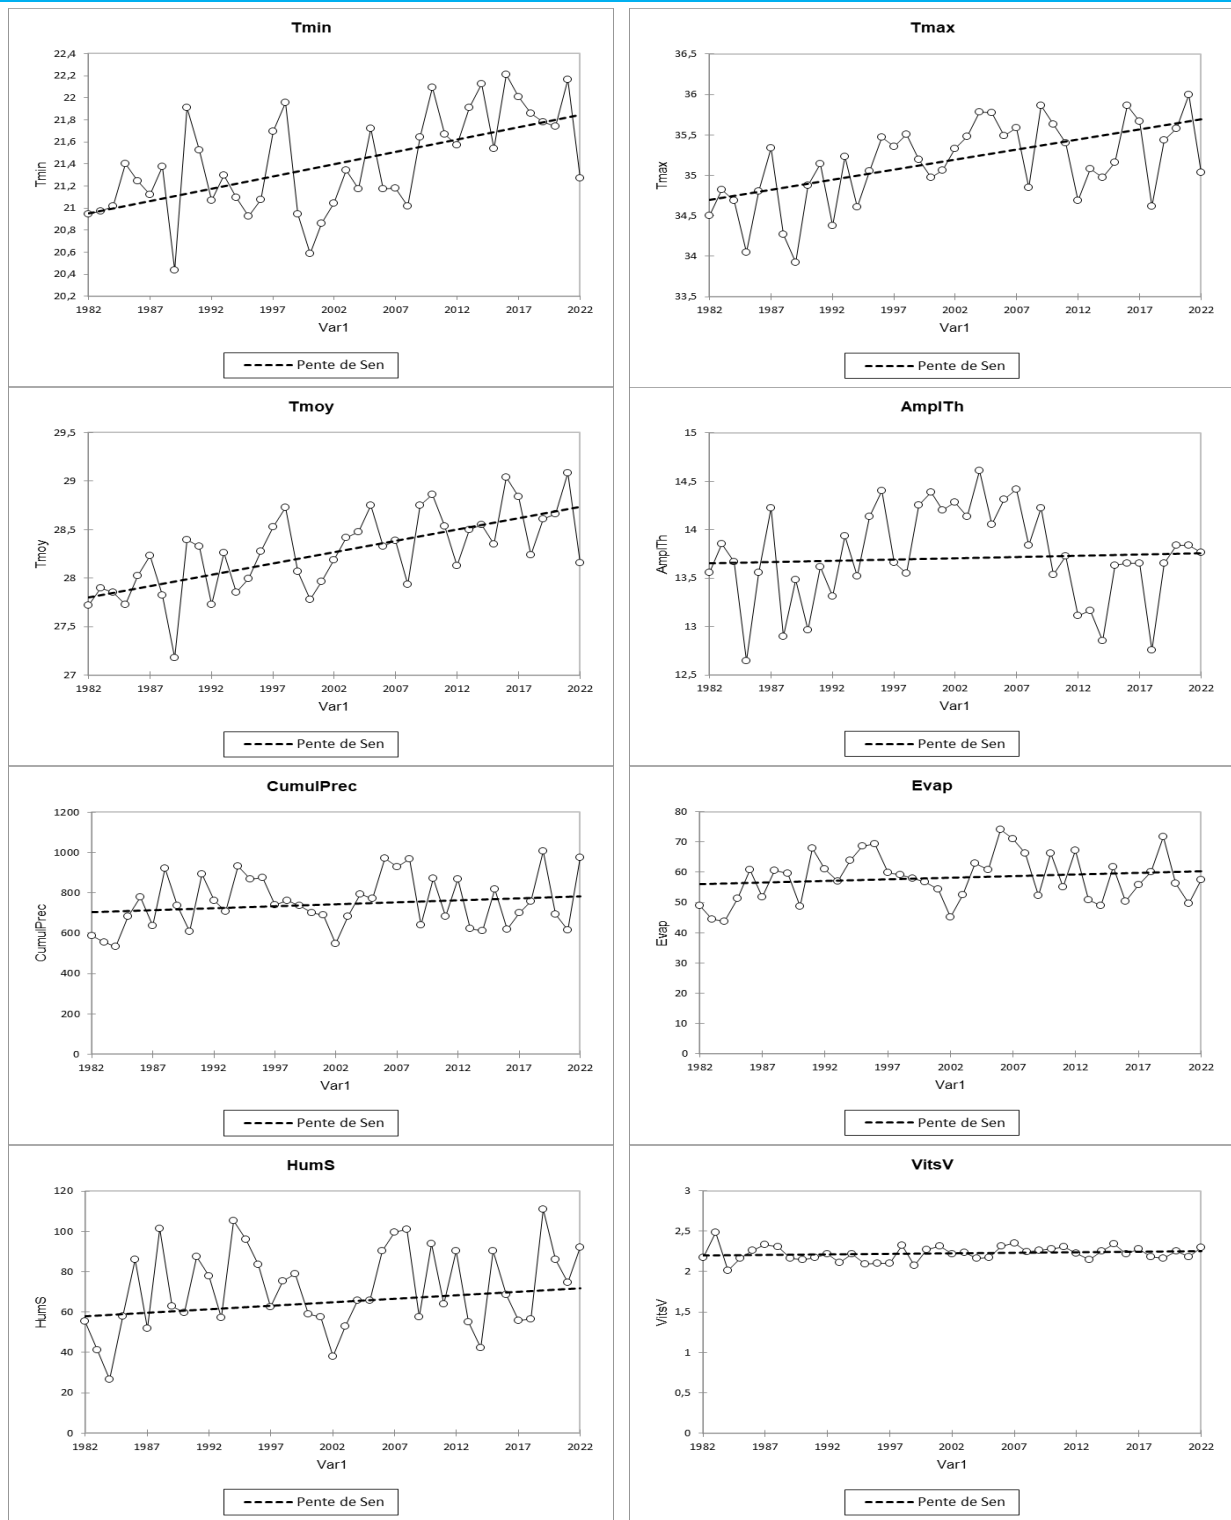 Tmin
22,4
22,2
22
21,8
21,6
21,4
21,2
21
20,8
20,6
20,4
20,2
Tmin
1982 1987 1992 1997 2002 2007 2012 2017 2022
Var1
Pente de Sen
Tmax
36,5
36
35,5
35
34,5
34
33,5
Tmax
1982 1987 1992 1997 2002 2007 2012 2017 2022
Var1
Pente de Sen
Tmoy
29,5
29
28,5
28
27,5
27
Tmoy
1982 1987 1992 1997 2002 2007 2012 2017 2022
Var1
Pente de Sen
AmplTh
15
14,5
14
13,5
13
12,5
AmplTh
1982 1987 1992 1997 2002 2007 2012 2017 2022
Var1
Pente de Sen
CumulPrec
1200
1000
800
600
400
200
0
CumulPrec
1982 1987 1992 1997 2002 2007 2012 2017 2022
Var1
Pente de Sen
Evap
80
70
60
50
40
30
20
10
0
Evap
1982 1987 1992 1997 2002 2007 2012 2017 2022
Var1
Pente de Sen
HumS
120
100
80
60
40
20
0
HumS
1982 1987 1992 1997 2002 2007 2012 2017 2022
Var1
Pente de Sen
VitsV
3
2,5
2
1,5
1
0,5
0
VitsV
1982 1987 1992 1997 2002 2007 2012 2017 2022
Var1
Pente de Sen